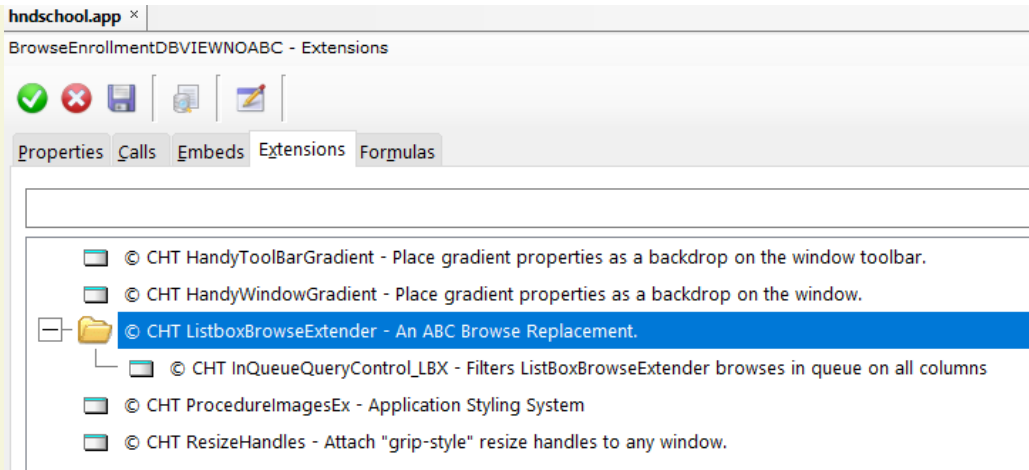 hndschool.app ×
BrowseEnrollmentDBVIEWNOABC - Extensions
Properties Calls Embeds Extensions Formulas
© CHT HandyToolBarGradient - Place gradient properties as a backdrop on the window toolbar.
© CHT HandyWindowGradient - Place gradient properties as a backdrop on the window.
© CHT ListboxBrowseExtender - An ABC Browse Replacement.
© CHT InQueueQueryControl_LBX - Filters ListBoxBrowseExtender browses in queue on all columns
© CHT ProcedureImagesEx - Application Styling System
© CHT ResizeHandles - Attach "grip-style" resize handles to any window.